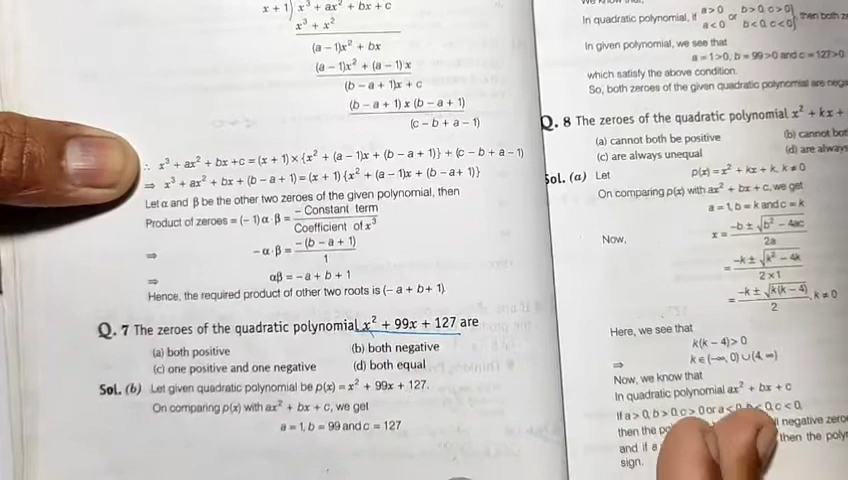 x + 1) x³ + ax² + bx + c
x³ + x²
(a – 1)x² + bx
(a – 1)x² + (a – 1)x
(b – a + 1)x + c
(b – a + 1) x (b – a + 1)
(c – b + a – 1)
∴ x³ + ax² + bx + c = (x + 1) × {x² + (a – 1)x + (b – a + 1)} + (c – b + a – 1)
⇒ x³ + ax² + bx + (b – a + 1) = (x + 1) {x² + (a – 1)x + (b – a + 1)}
Let α and β be the other two zeroes of the given polynomial, then
Product of zeroes = (– 1) α · β = – Constant term / Coefficient of x³
⇒ – α · β = – (b – a + 1) / 1
⇒ αβ = – a + b + 1
Hence, the required product of other two roots is (– a + b + 1).
Q. 7 The zeroes of the quadratic polynomial x² + 99x + 127 are
(a) both positive (b) both negative
(c) one positive and one negative (d) both equal
Sol. (b) Let given quadratic polynomial be p(x) = x² + 99x + 127.
On comparing p(x) with ax² + bx + c, we get
a = 1, b = 99 and c = 127
In quadratic polynomial, if a > 0 a < 0 or b > 0, c > 0 b < 0, c < 0}, then both
In given polynomial, we see that
a = 1 > 0, b = 99 > 0 and c = 127 > 0
which satisfy the above condition.
So, both zeroes of the given quadratic polynomial are
Q. 8 The zeroes of the quadratic polynomial x² + kx +
(a) cannot both be positive (b) cannot
(c) are always unequal (d) are always
Sol. (a) Let p(x) = x² + kx + k, k ≠ 0
On comparing p(x) with ax² + bx + c, we get
a = 1, b = k and c = k
Now, x = –b ± √b² – 4ac / 2a
= –k ± √k² – 4k / 2 × 1
= –k ± √k(k – 4) / 2, k ≠ 0
Here, we see that
k(k – 4) > 0
⇒ k ∈ (–∞, 0) ∪ (4, ∞)
Now, we know that
In quadratic polynomial ax² + bx + c
If a > 0, b > 0, c > 0 or a < 0, b < 0, c < 0,
then the negative
and if a then the
sign.